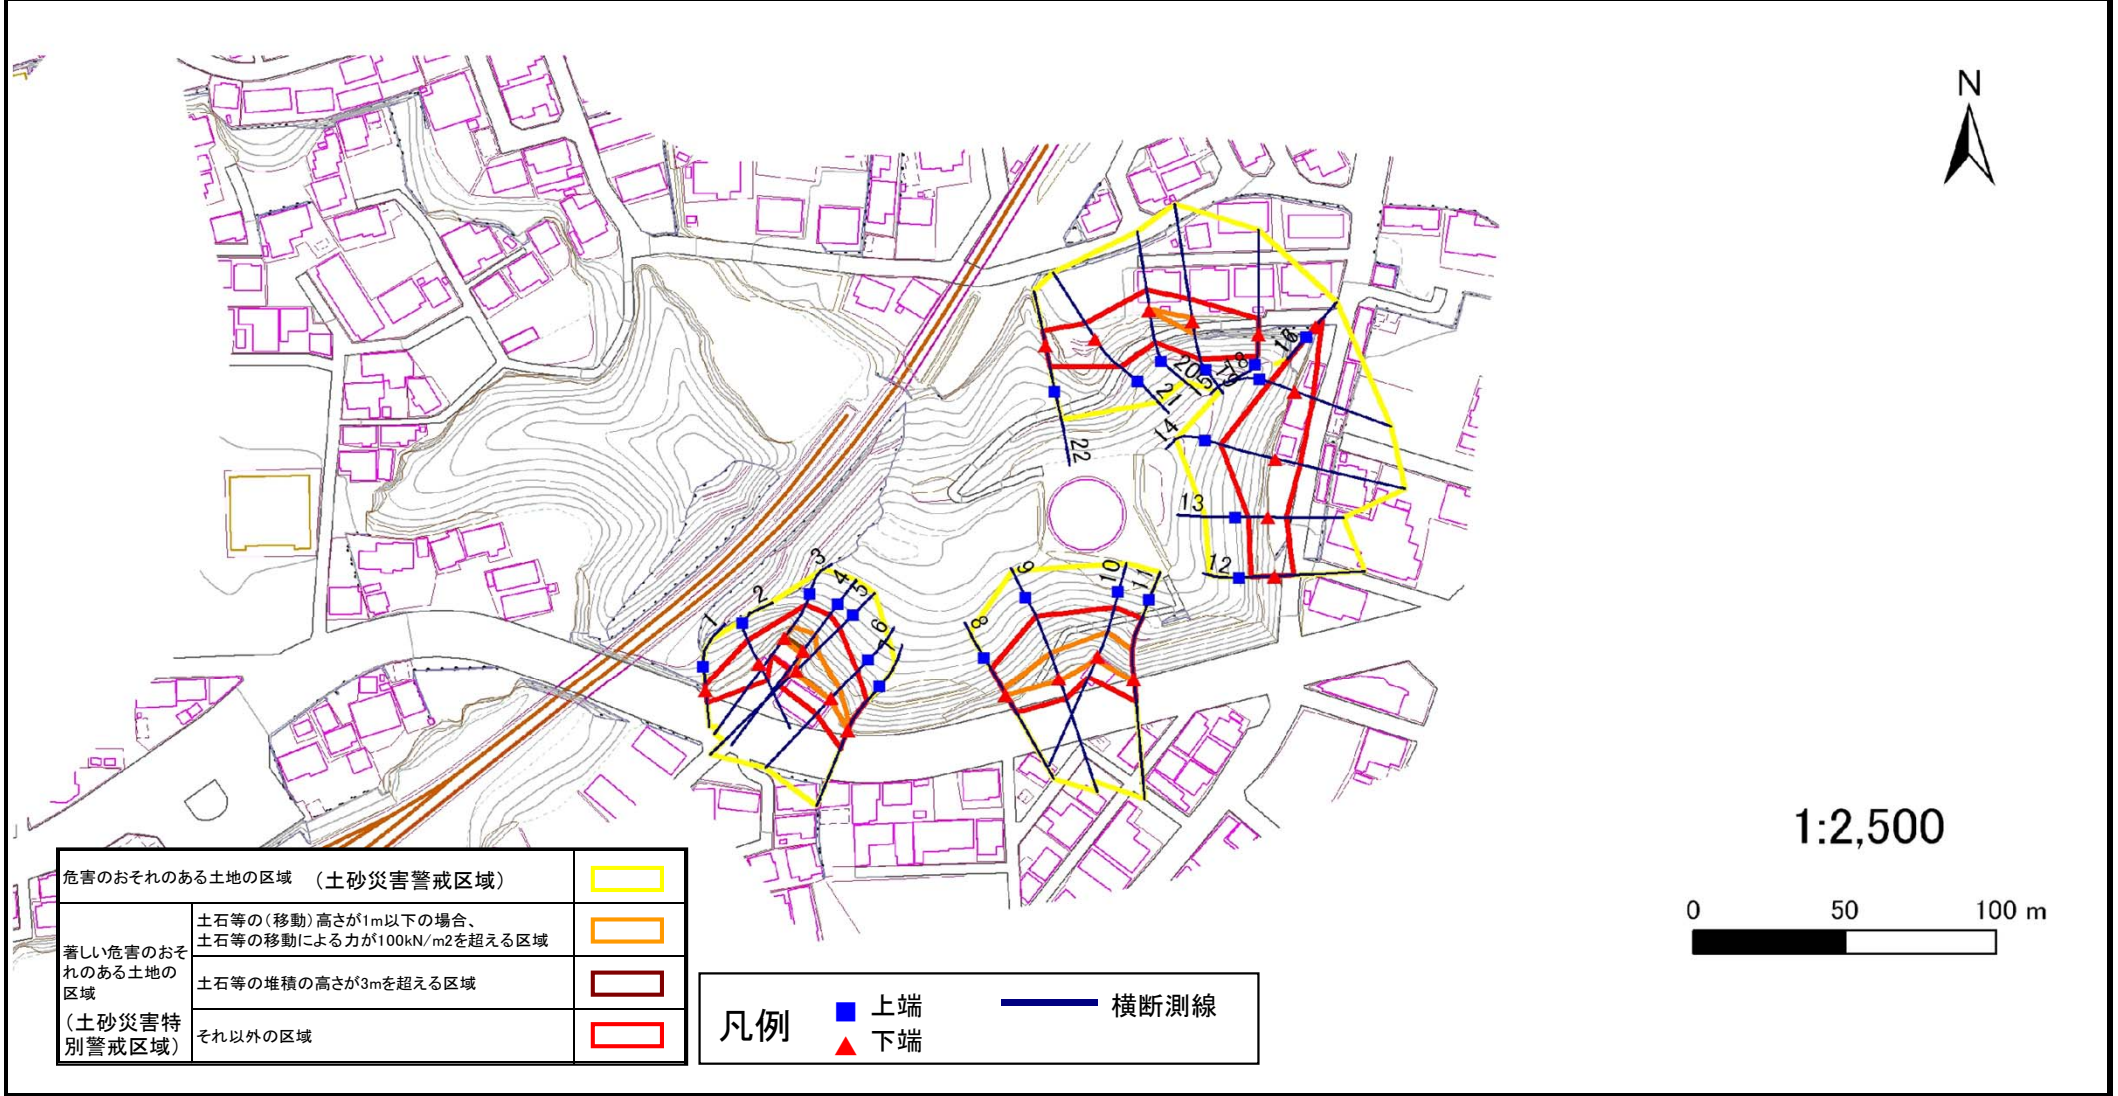 N
20
18
16
21
14
22
13
12
3
4
5
2
1
6
7
9
10
11
8
1:2,500
0 50 100 m
危害のおそれのある土地の区域 （土砂災害警戒区域）
著しい危害のおそ
れのある土地の
区域
（土砂災害特
別警戒区域）
土石等の（移動）高さが1m以下の場合、
土石等の移動による力が100kN/m2を超える区域
土石等の堆積の高さが3mを超える区域
それ以外の区域
凡例
上端
下端
横断測線